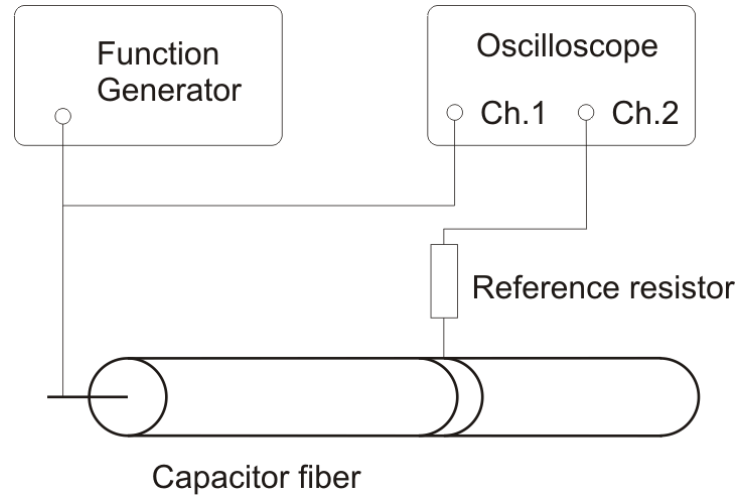 Function
Generator
Oscilloscope
Ch.1
Ch.2
Reference resistor
Capacitor fiber